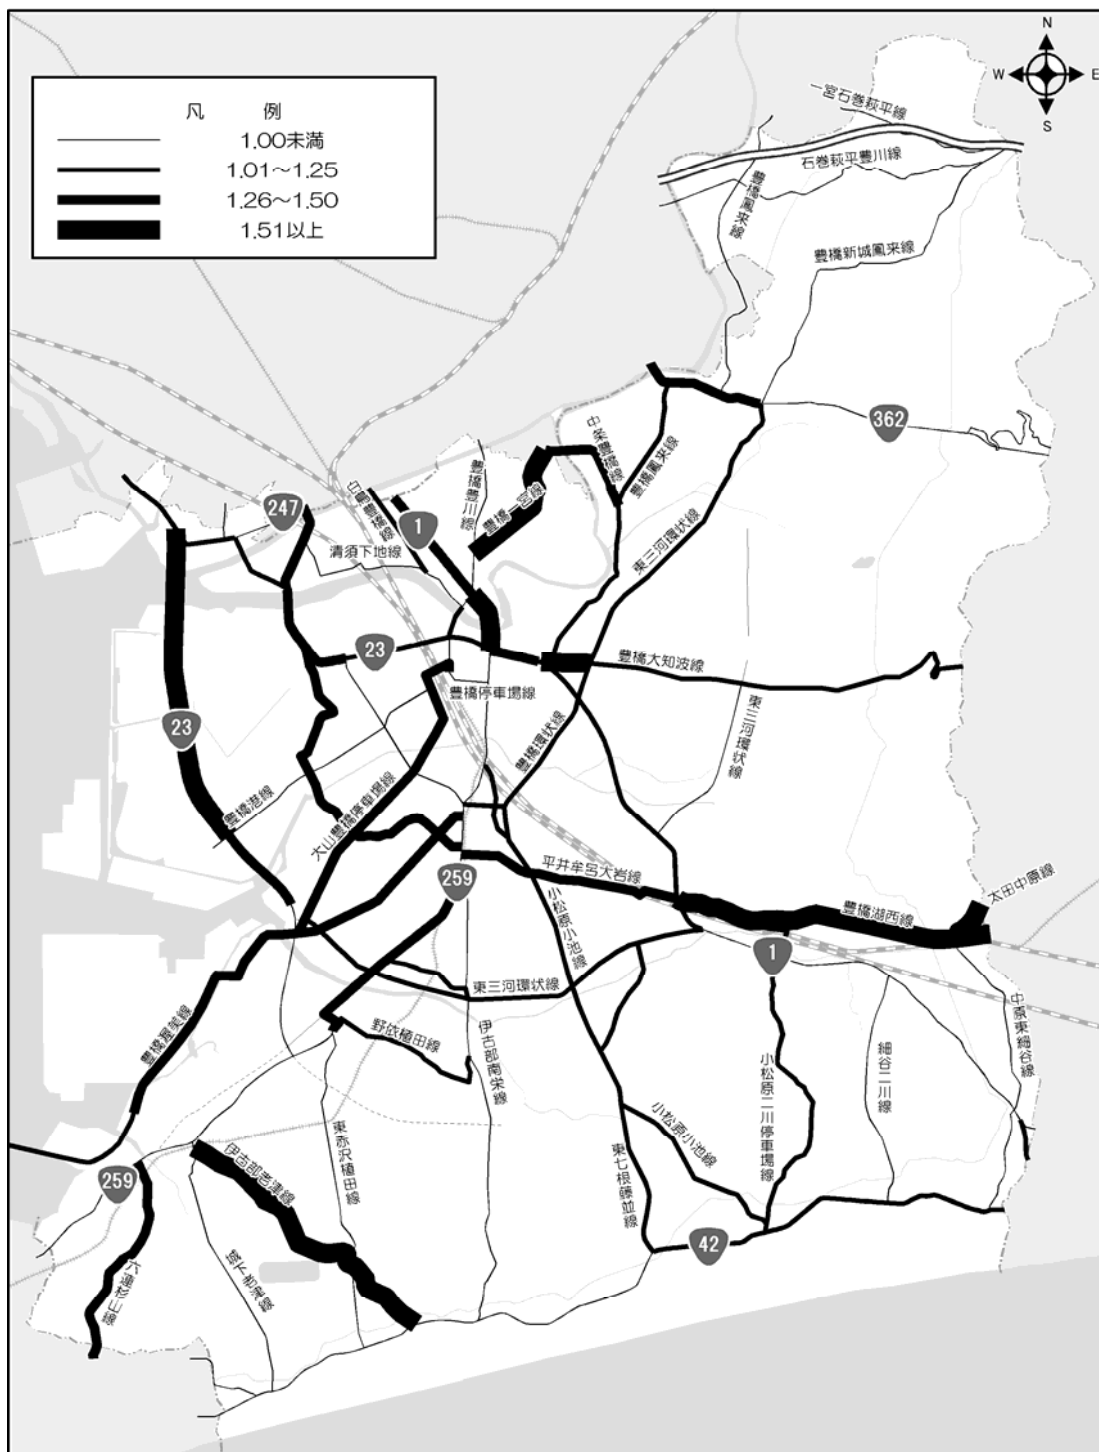 N
W
E
S
凡 例
1.00未満
1.01～1.25
1.26～1.50
1.51以上
一宮石巻萩平線
石巻萩平豊川線
豊橋鳳来線
豊橋新城鳳来線
362
中条豊橋線
豊橋鳳来線
豊橋豊川線
豊橋一宮線
白鳥豊橋線
247
1
清須下地線
東三河環状線
23
豊橋大知波線
豊橋停車場線
23
東三河環状線
豊橋環状線
豊橋港線
大山豊橋停車場線
平井牟呂大岩線
259
小松原小池線
豊橋湖西線
太田中原線
1
東三河環状線
中原東細谷線
豊橋渥美線
野依植田線
伊古部南栄線
小松原二川停車場線
細谷二川線
小松原小池線
東赤沢植田線
東七根藤並線
伊古部老津線
259
42
城下老津線
六連杉山線